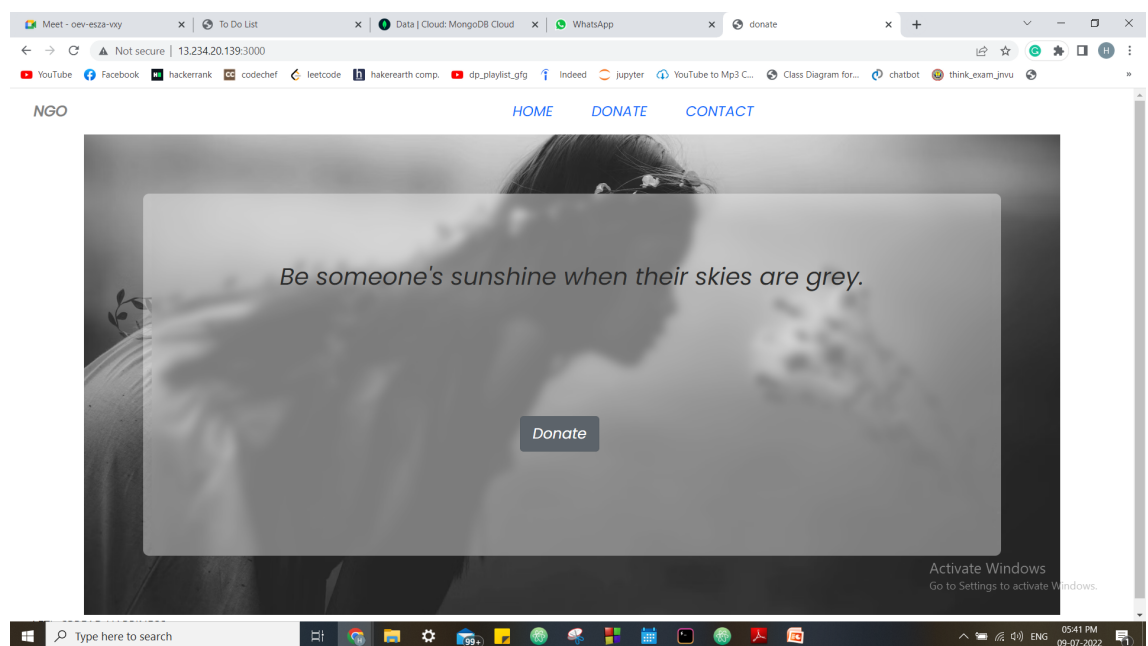 Meet - oev-esza-vxy
To Do List
Data | Cloud: MongoDB Cloud
WhatsApp
donate
Not secure | 13.234.20.139:3000
H
YouTube
Facebook
hackerrank
CC codechef
leetcode
h hakerearth comp.
dp_playlist_gfg
Indeed
jupyter
YouTube to Mp3 C...
Class Diagram for...
chatbot
think_exam_jnvu
»
NGO
HOME DONATE CONTACT
Be someone's sunshine when their skies are grey.
Donate
Activate Windows
Go to Settings to activate Windows.
Type here to search
99+
ENG
05:41 PM
09-07-2022
1